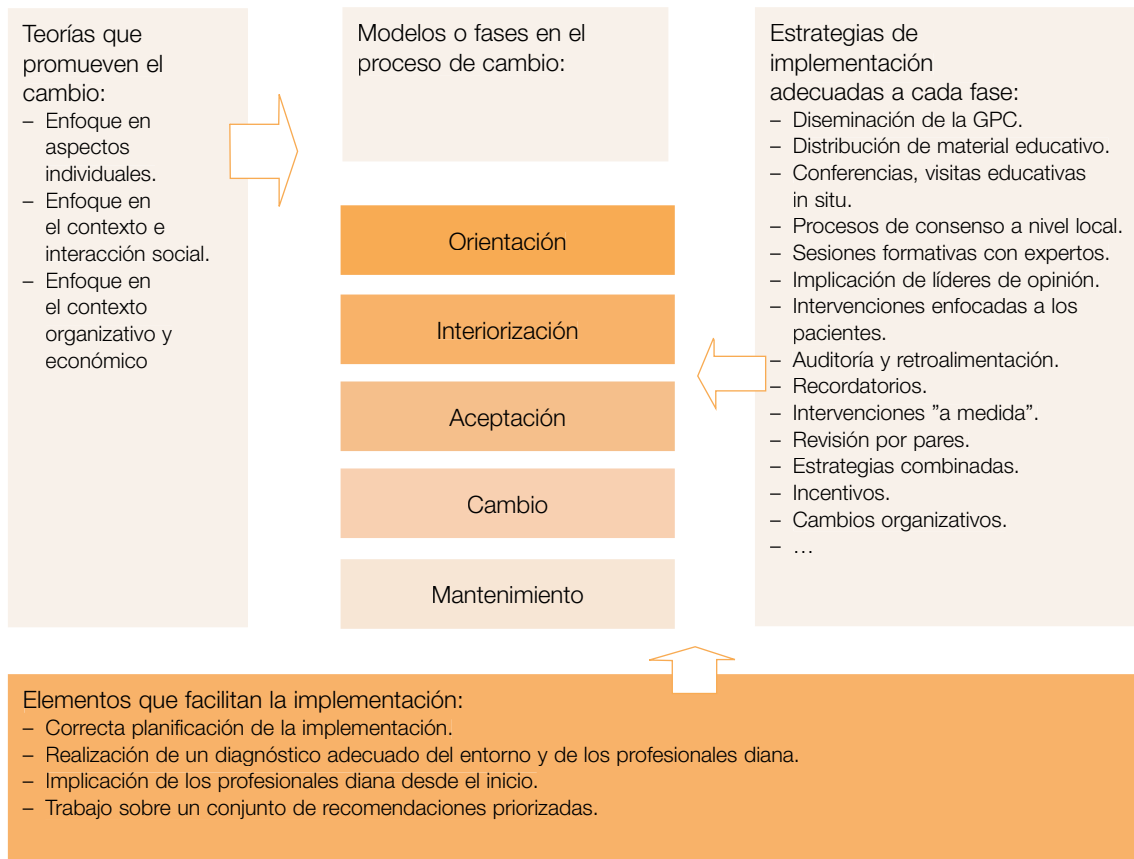 Teorías que
promueven el
cambio:
– Enfoque en
aspectos
individuales.
– Enfoque en
el contexto e
interacción social.
– Enfoque en
el contexto
organizativo y
económico
Modelos o fases en el
proceso de cambio:
Orientación
Interiorización
Aceptación
Cambio
Mantenimiento
Estrategias de
implementación
adecuadas a cada fase:
– Diseminación de la GPC.
– Distribución de material educativo.
– Conferencias, visitas educativas
in situ.
– Procesos de consenso a nivel local.
– Sesiones formativas con expertos.
– Implicación de líderes de opinión.
– Intervenciones enfocadas a los
pacientes.
– Auditoría y retroalimentación.
– Recordatorios.
– Intervenciones ”a medida”.
– Revisión por pares.
– Estrategias combinadas.
– Incentivos.
– Cambios organizativos.
– …
Elementos que facilitan la implementación:
– Correcta planificación de la implementación.
– Realización de un diagnóstico adecuado del entorno y de los profesionales diana.
– Implicación de los profesionales diana desde el inicio.
– Trabajo sobre un conjunto de recomendaciones priorizadas.